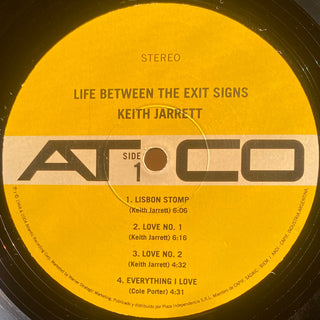 STEREO
LIFE BETWEEN THE EXIT SIGNS
KEITH JARRETT
ATCO
SIDE
1
1. LISBON STOMP
(Keith Jarrett) 6:06
2. LOVE NO. 1
(Keith Jarrett) 6:16
3. LOVE NO. 2
(Keith Jarrett) 4:32
4. EVERYTHING I LOVE
(Cole Porter) 4:31